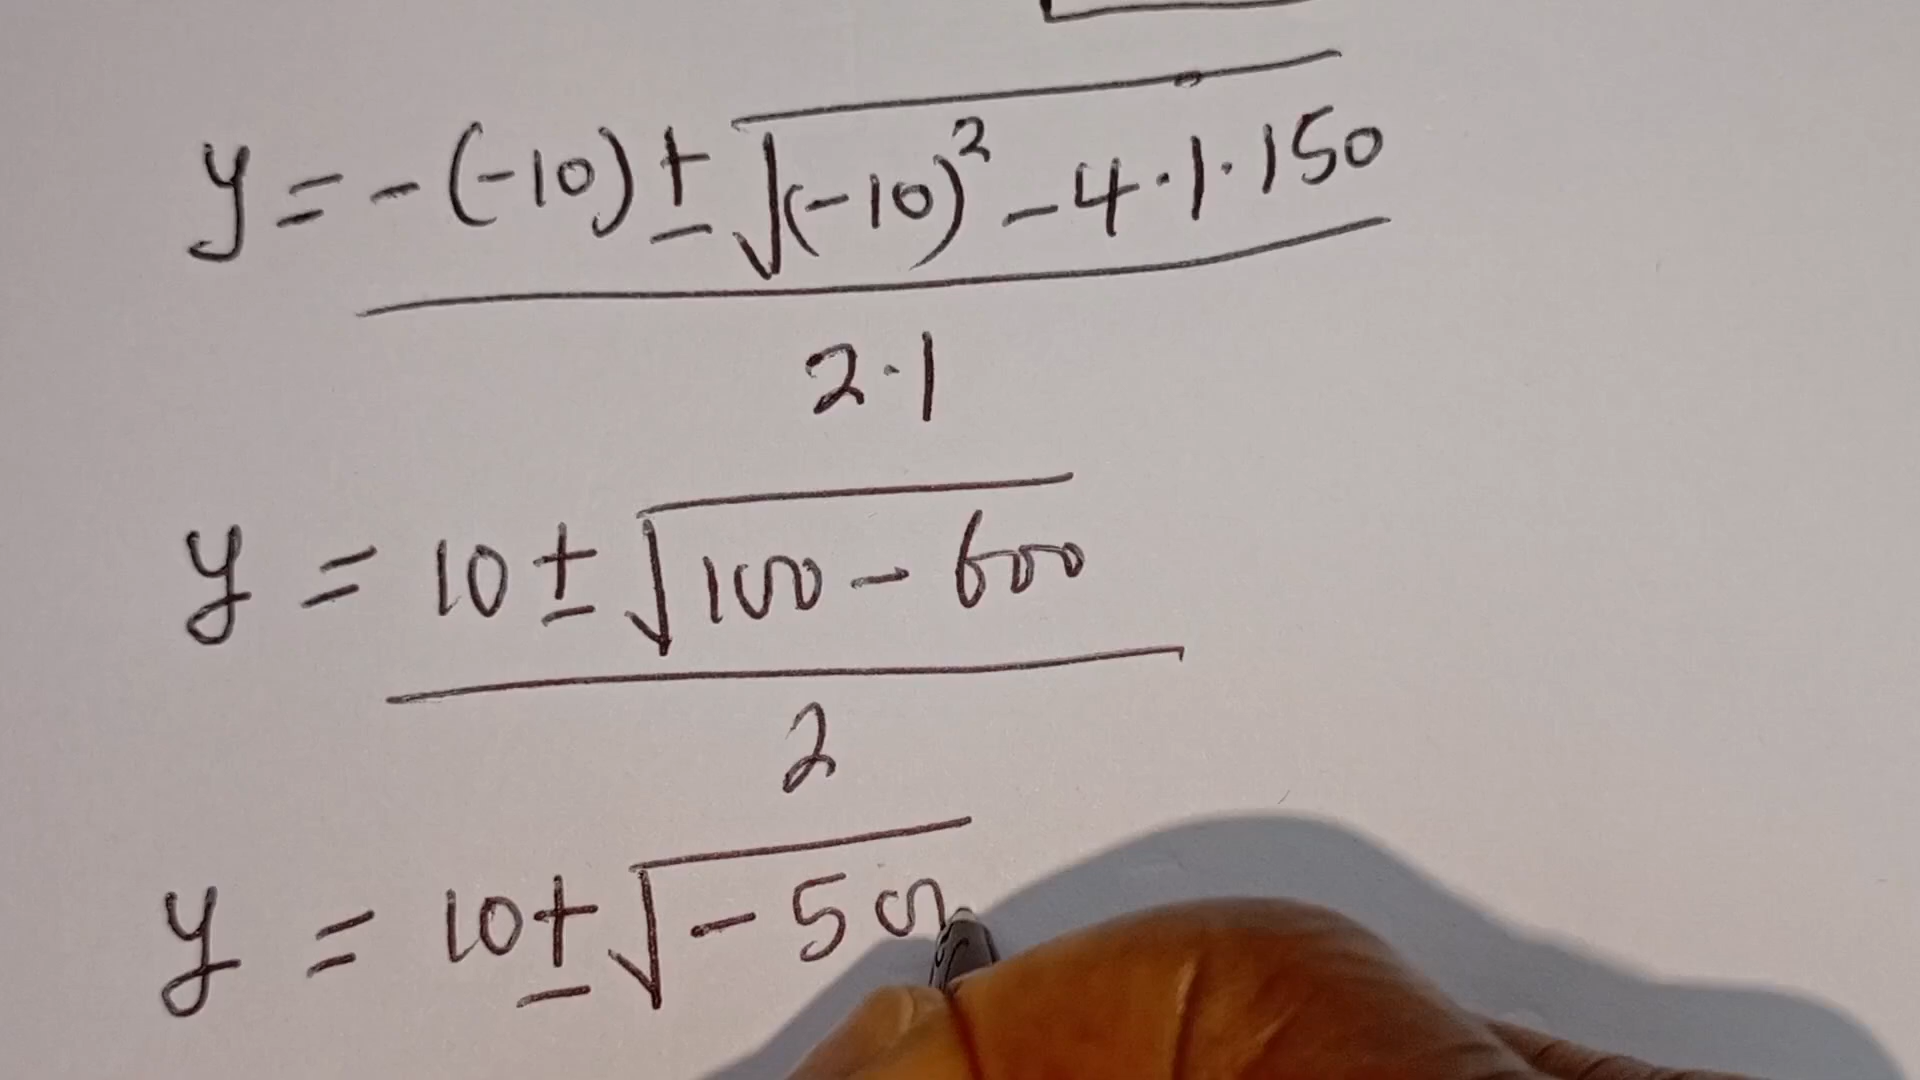 y = -(-10) ± √(-10)² - 4·1·150
2·1
y = 10 ± √100 - 600
2
y = 10 ± √-500